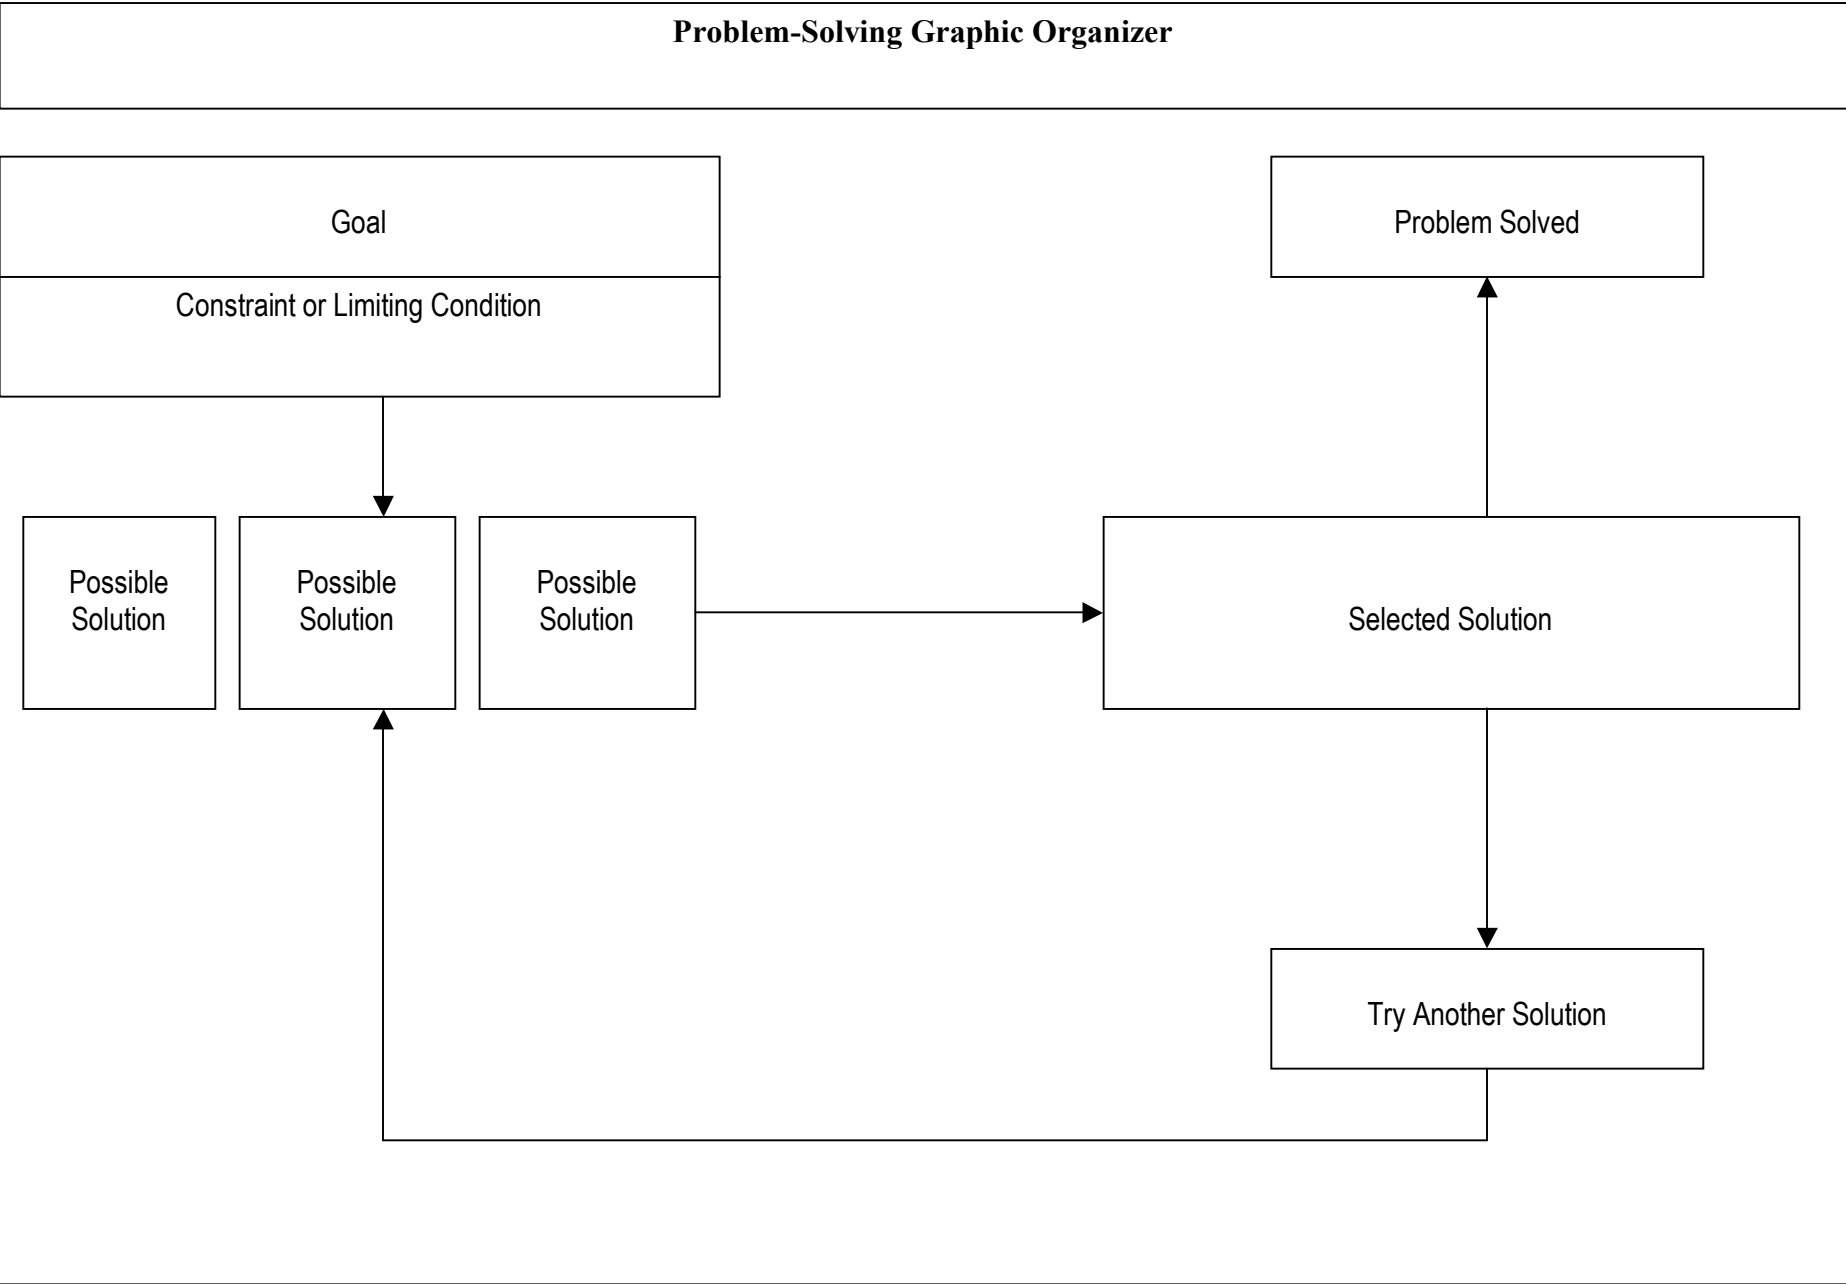 Problem-Solving Graphic Organizer
Goal
Constraint or Limiting Condition
Problem Solved
Possible
Solution
Possible
Solution
Possible
Solution
Selected Solution
Try Another Solution